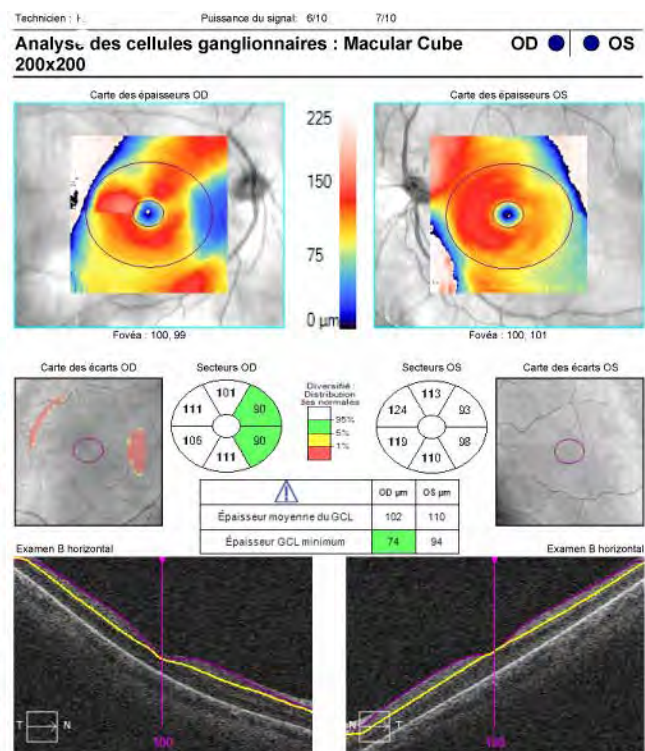 Technicien :
Puissance du signal: 6/10 7/10
Analyse des cellules ganglionnaires : Macular Cube 200x200
OD OS
Carte des épaisseurs OD
Carte des épaisseurs OS
225
150
75
0 µm
Fovéa : 100, 99
Fovéa : 100, 101
Carte des écarts OD
Secteurs OD
Diversifié :
Distribution
des normales
95%
5%
1%
Secteurs OS
Carte des écarts OS
101
111 90
106 90
111
113
124 93
119 98
110
OD µm OS µm
Épaisseur moyenne du GCL 102 110
Épaisseur GCL minimum 74 94
Examen B horizontal
Examen B horizontal
T N
100
N T